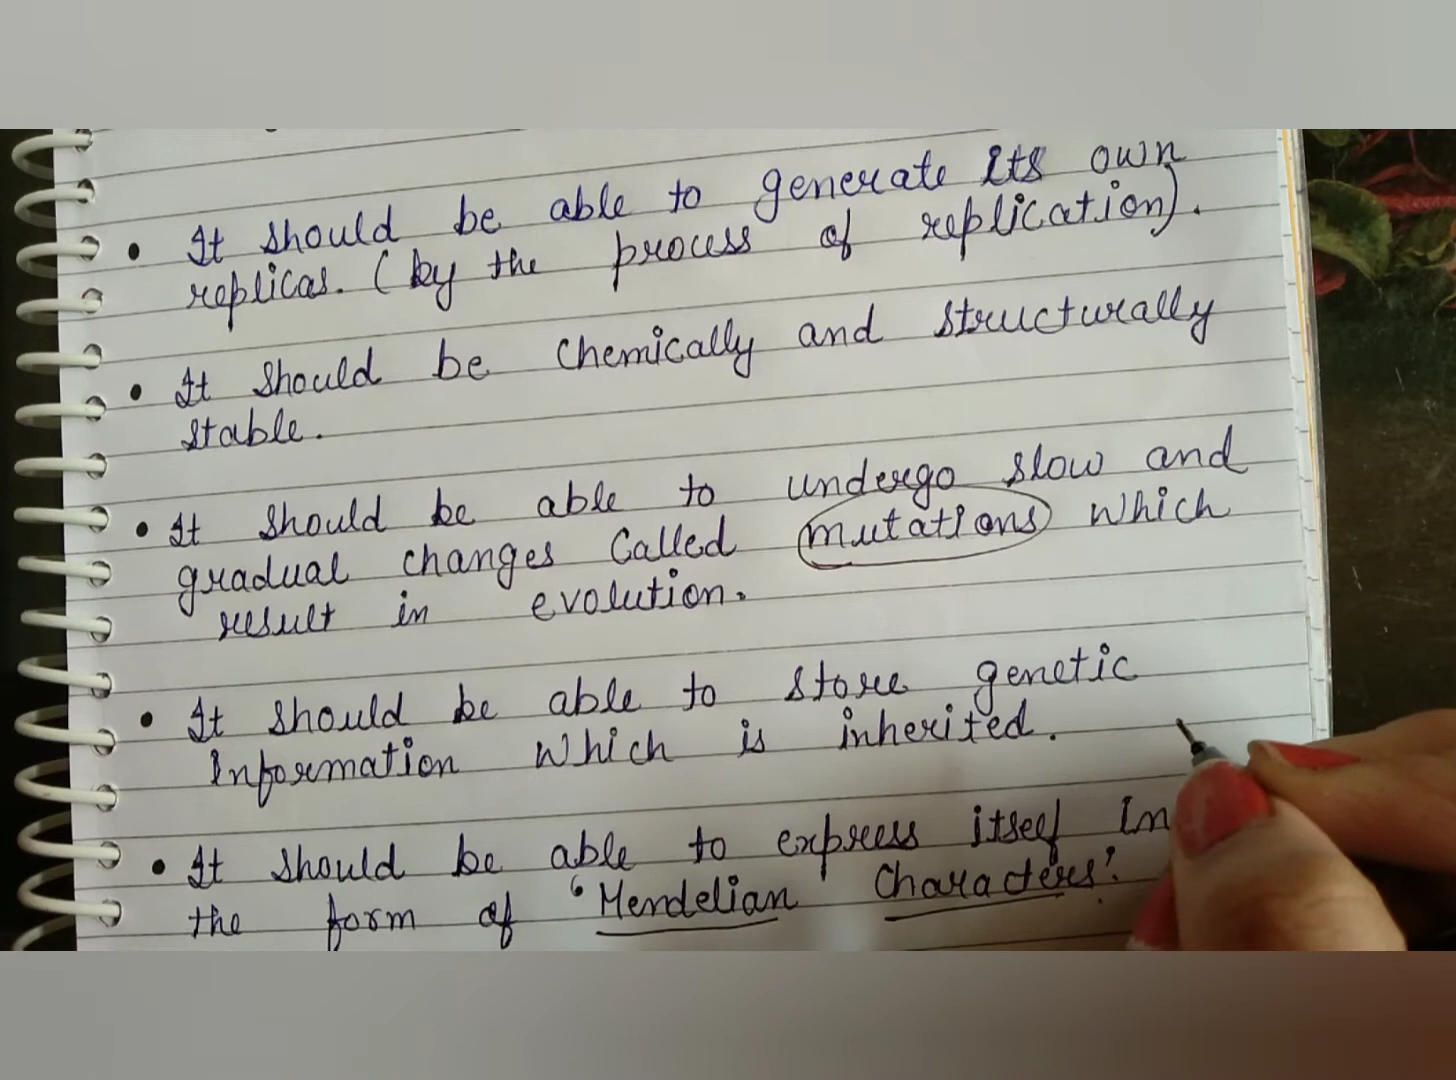 • It should be able to generate its own
replicas. (by the process of replication).
• It should be chemically and structurally
stable.
• It should be able to undergo slow and
gradual changes called mutations which
result in evolution.
• It should be able to store genetic
information which is inherited.
• It should be able to express itself in
the form of 'Mendelian Characters'.